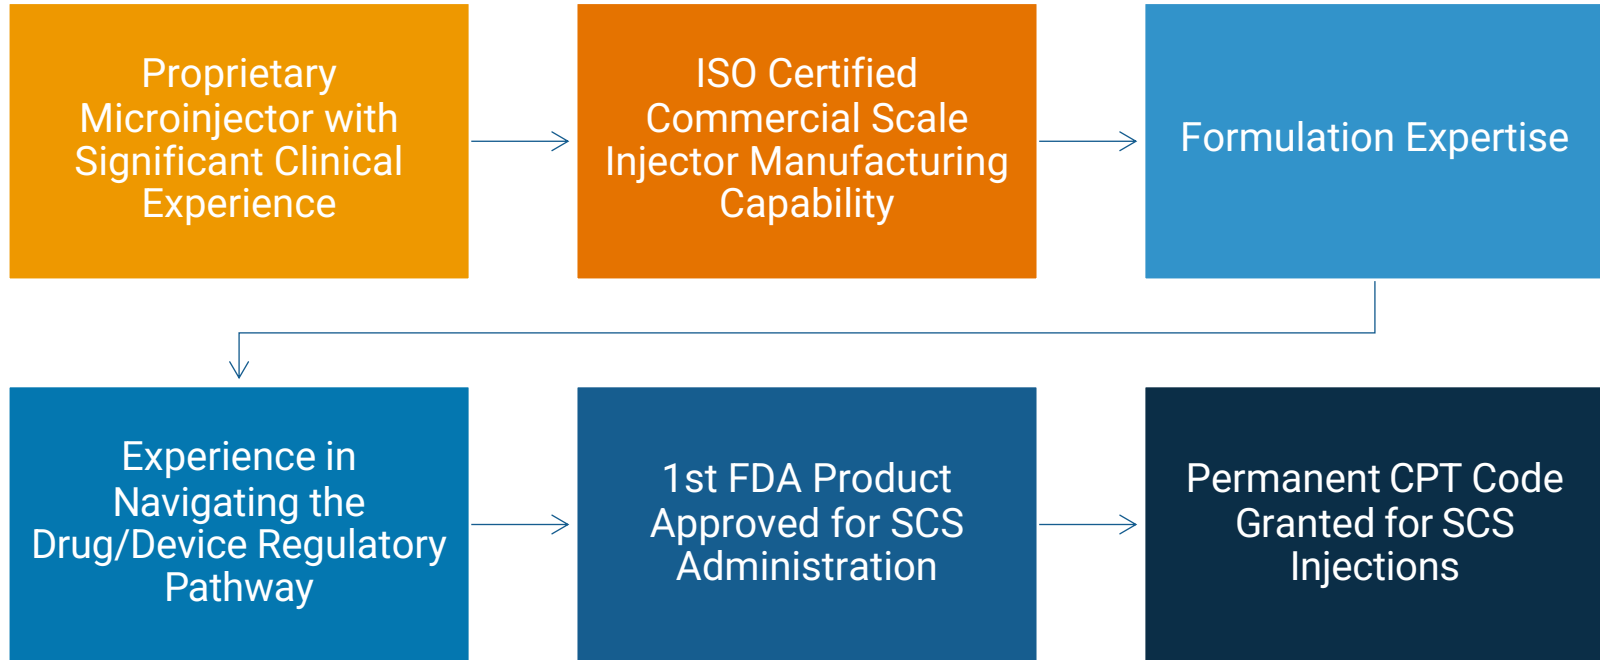 Proprietary
Microinjector with
Significant Clinical
Experience
ISO Certified
Commercial Scale
Injector Manufacturing
Capability
Formulation Expertise
Experience in
Navigating the
Drug/Device Regulatory
Pathway
1st FDA Product
Approved for SCS
Administration
Permanent CPT Code
Granted for SCS
Injections